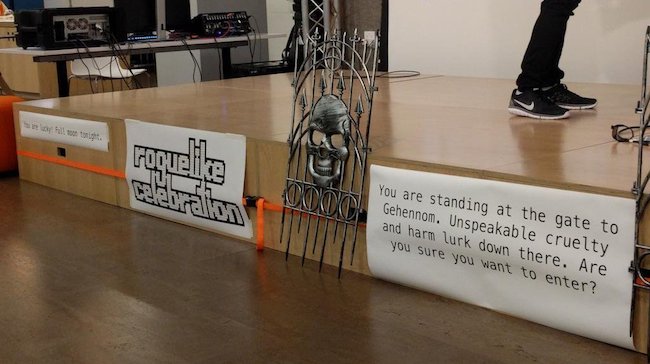 You are lucky! Full moon tonight.
roguelike
celebration
You are standing at the gate to
Gehennom. Unspeakable cruelty
and harm lurk down there. Are
you sure you want to enter?